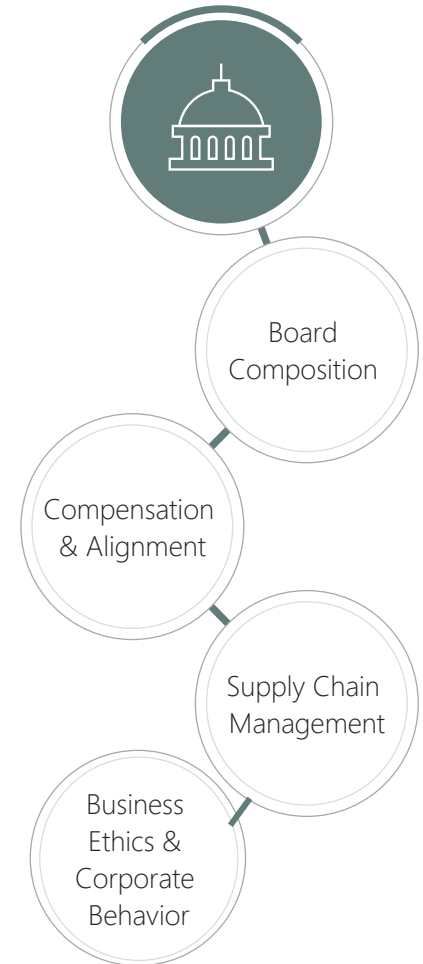 Board
Composition
Compensation
& Alignment
Supply Chain
Management
Business
Ethics &
Corporate
Behavior